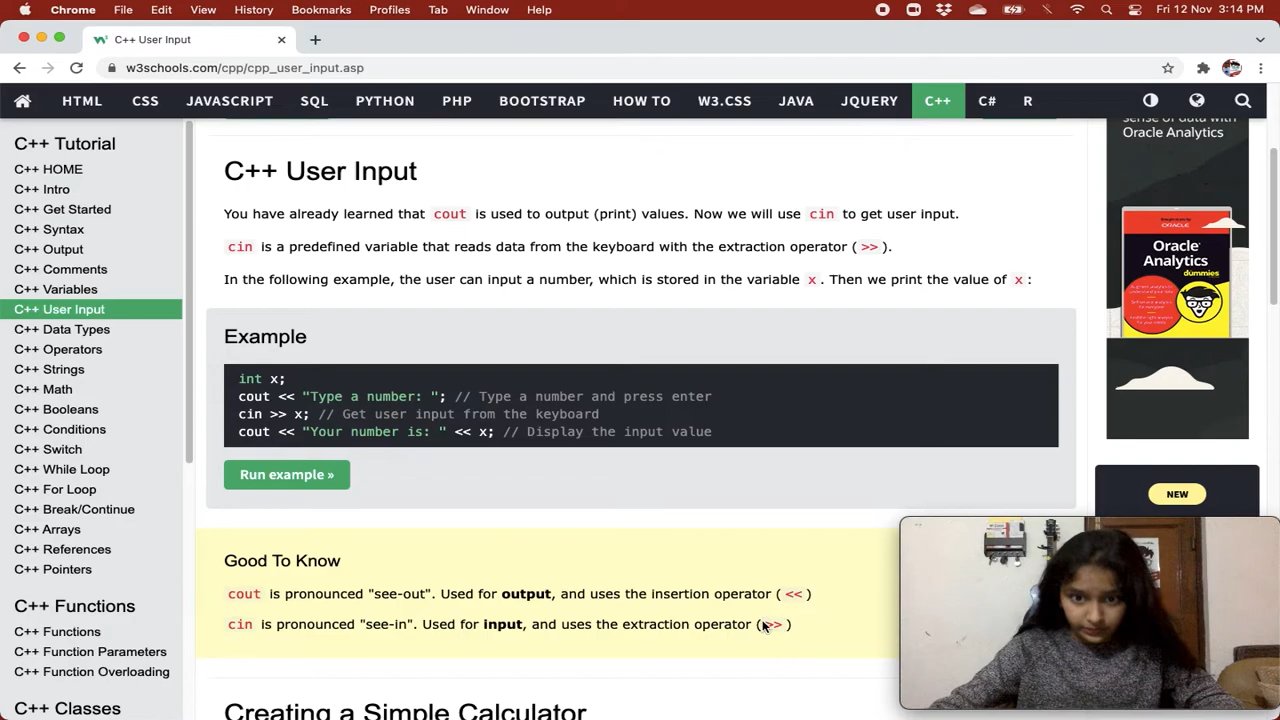 Chrome File Edit View History Bookmarks Profiles Tab Window Help Fri 12 Nov 3:14 PM
C++ User Input
w3schools.com/cpp/cpp_user_input.asp
HTML CSS JAVASCRIPT SQL PYTHON PHP BOOTSTRAP HOW TO W3.CSS JAVA JQUERY C++ C# R
C++ Tutorial
C++ HOME
C++ Intro
C++ Get Started
C++ Syntax
C++ Output
C++ Comments
C++ Variables
C++ User Input
C++ Data Types
C++ Operators
C++ Strings
C++ Math
C++ Booleans
C++ Conditions
C++ Switch
C++ While Loop
C++ For Loop
C++ Break/Continue
C++ Arrays
C++ References
C++ Pointers
C++ Functions
C++ Functions
C++ Function Parameters
C++ Function Overloading
C++ Classes
C++ User Input
You have already learned that cout is used to output (print) values. Now we will use cin to get user input.
cin is a predefined variable that reads data from the keyboard with the extraction operator ( >> ).
In the following example, the user can input a number, which is stored in the variable x . Then we print the value of x :
Example
int x;
cout << "Type a number: "; // Type a number and press enter
cin >> x; // Get user input from the keyboard
cout << "Your number is: " << x; // Display the input value
Run example »
Good To Know
cout is pronounced "see-out". Used for output, and uses the insertion operator ( << )
cin is pronounced "see-in". Used for input, and uses the extraction operator ( >> )
Creating a Simple Calculator
sense of data with
Oracle Analytics
Oracle
Analytics
dummies
NEW